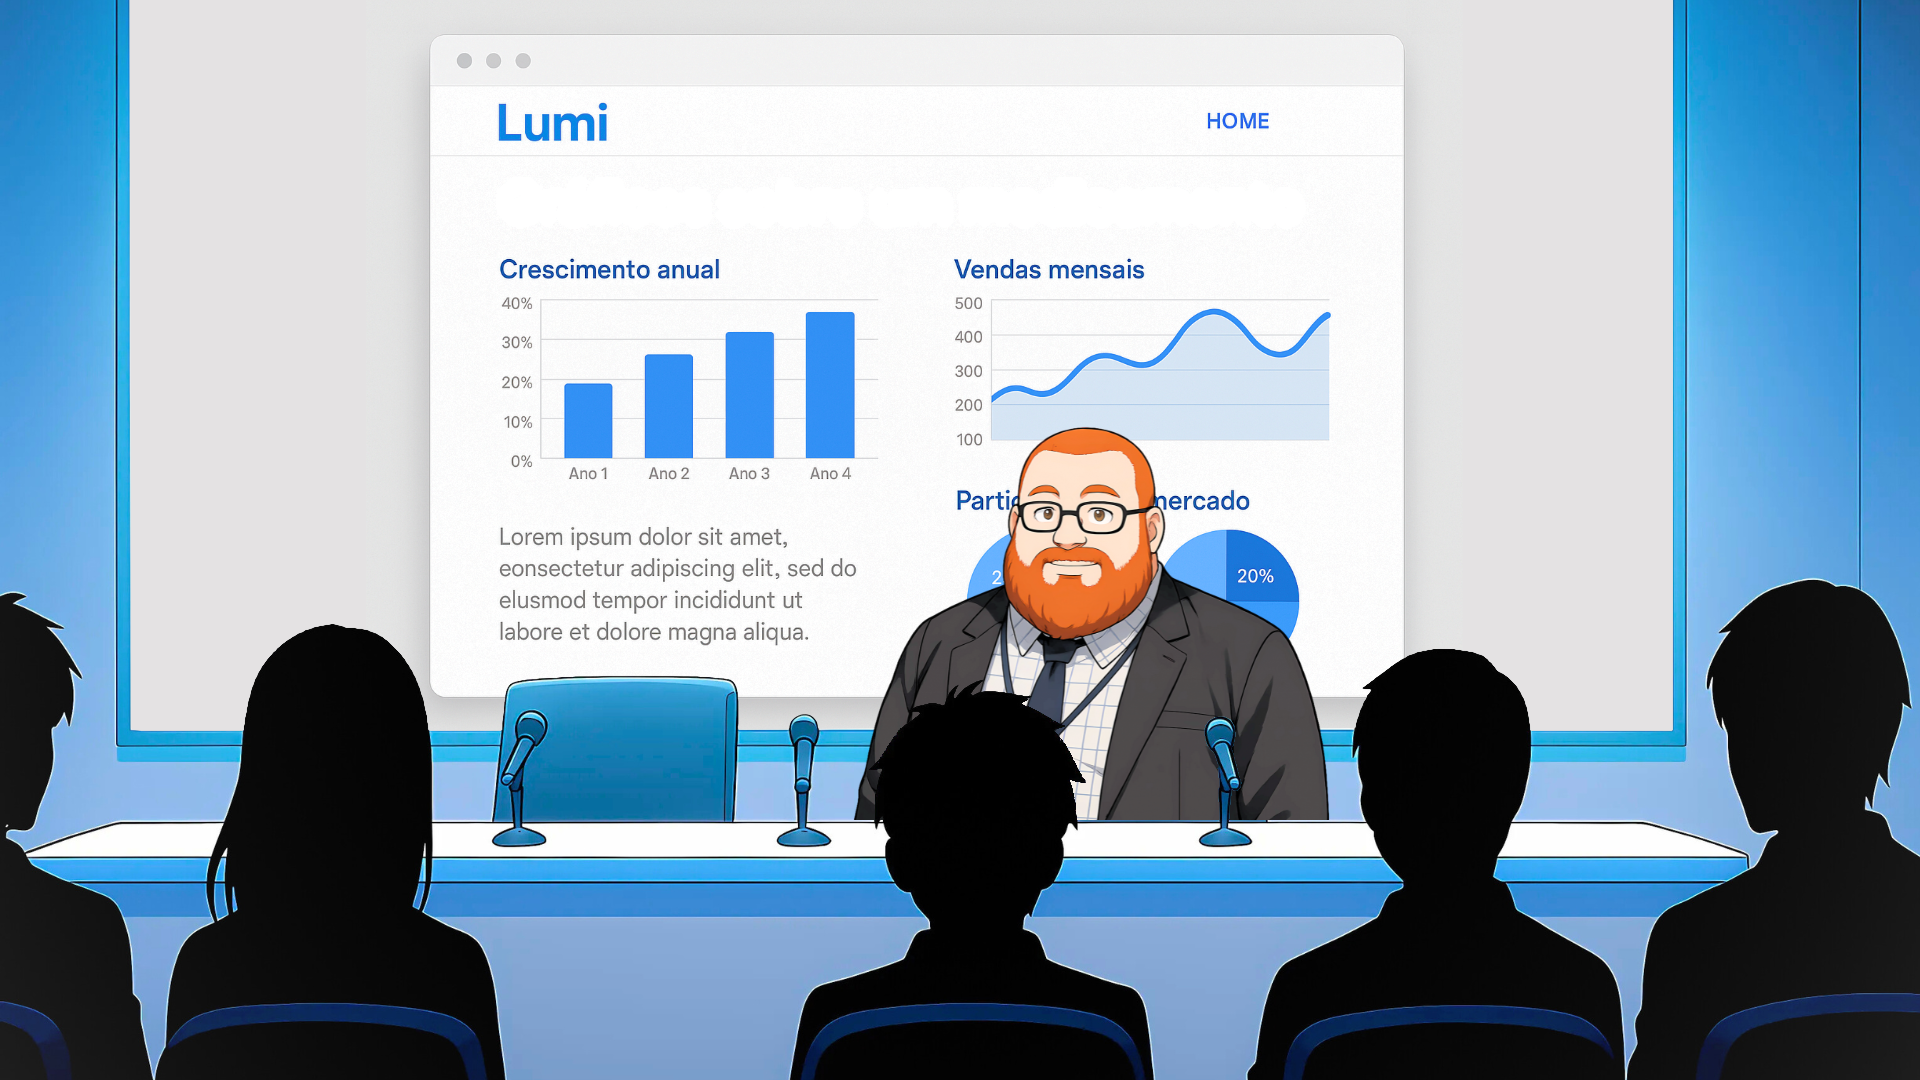 Lumi
HOME
Crescimento anual
40%
30%
20%
10%
0%
Ano 1 Ano 2 Ano 3 Ano 4
Vendas mensais
500
400
300
200
100
Lorem ipsum dolor sit amet,
eonsectetur adipiscing elit, sed do
elusmod tempor incididunt ut
labore et dolore magna aliqua.
20%